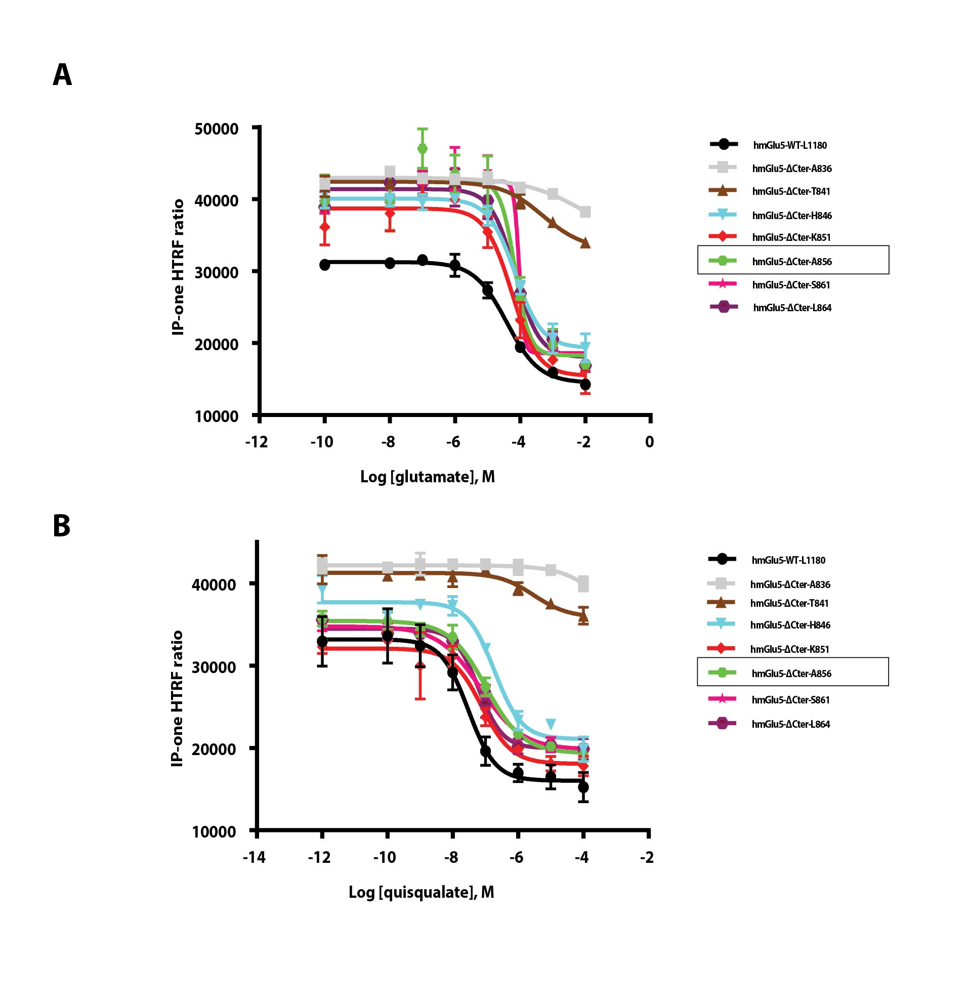 A
50000
40000
30000
20000
10000
IP-one HTRF ratio
-12 -10 -8 -6 -4 -2 0
Log [glutamate], M
hmGlu5-WT-L1180
hmGlu5-ΔCter-A836
hmGlu5-ΔCter-T841
hmGlu5-ΔCter-H846
hmGlu5-ΔCter-K851
hmGlu5-ΔCter-A856
hmGlu5-ΔCter-S861
hmGlu5-ΔCter-L864
B
40000
30000
20000
10000
IP-one HTRF ratio
-14 -12 -10 -8 -6 -4 -2
Log [quisqualate], M
hmGlu5-WT-L1180
hmGlu5-ΔCter-A836
hmGlu5-ΔCter-T841
hmGlu5-ΔCter-H846
hmGlu5-ΔCter-K851
hmGlu5-ΔCter-A856
hmGlu5-ΔCter-S861
hmGlu5-ΔCter-L864